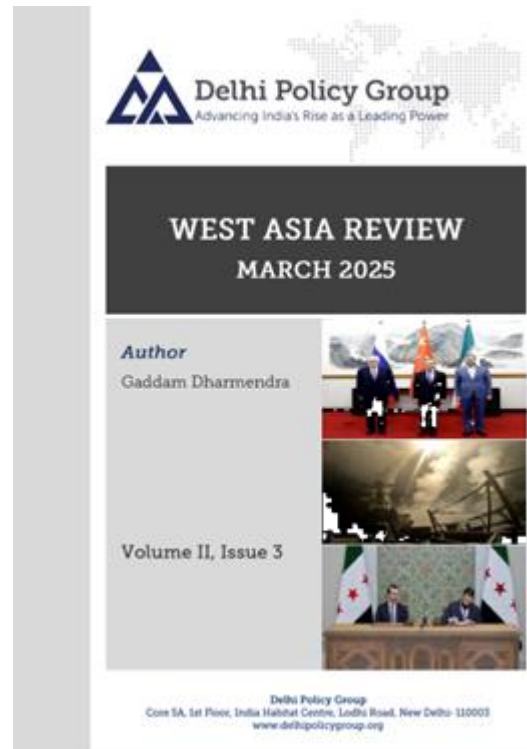 Delhi Policy Group
Advancing India's Rise as a Leading Power
WEST ASIA REVIEW
MARCH 2025
Author
Gaddam Dharmendra
Volume II, Issue 3
Delhi Policy Group
Core 5A, 1st Floor, India Habitat Centre, Lodhi Road, New Delhi- 110003
www.delhipolicygroup.org